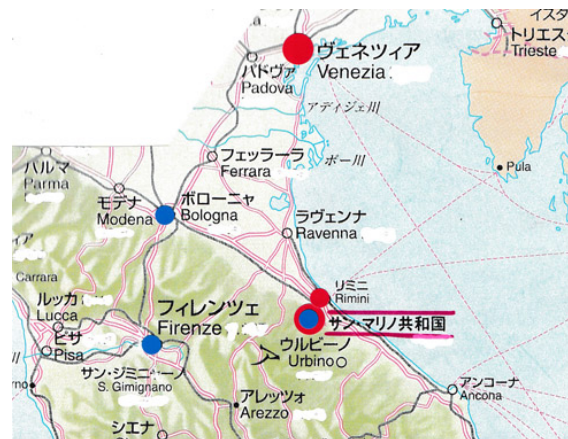 イスタ
トリエステ
Trieste
ヴェネツィア
Venezia
パドヴァ
Padova
アディジェ川
フェッラーラ
Ferrara
ポー川
Pula
パルマ
Parma
モデナ
Modena
ボローニャ
Bologna
ラヴェンナ
Ravenna
Carrara
リミニ
Rimini
サン・マリノ共和国
ルッカ
Lucca
フィレンツェ
Firenze
ピサ
Pisa
ウルビーノ
Urbino
サン・ジミニャーノ
S. Gimignano
アレッツォ
Arezzo
アンコーナ
Ancona
シエナ